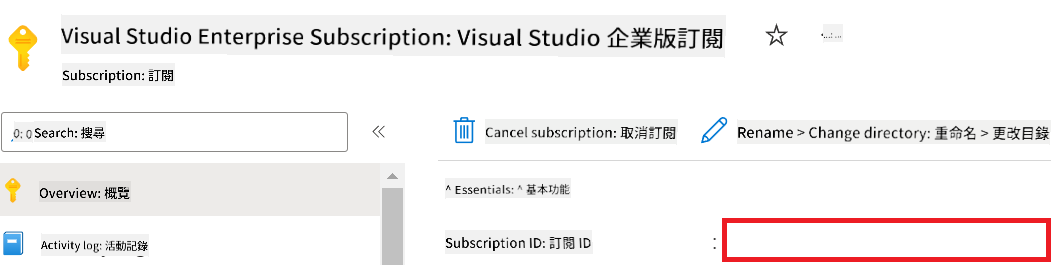 Visual Studio Enterprise Subscription: Visual Studio 企業版訂閱
Subscription: 訂閱
Search: 搜尋
Cancel subscription: 取消訂閱
Rename > Change directory: 重命名 > 更改目錄
Overview: 概覽
^ Essentials: ^ 基本功能
Activity log: 活動記錄
Subscription ID: 訂閱 ID :